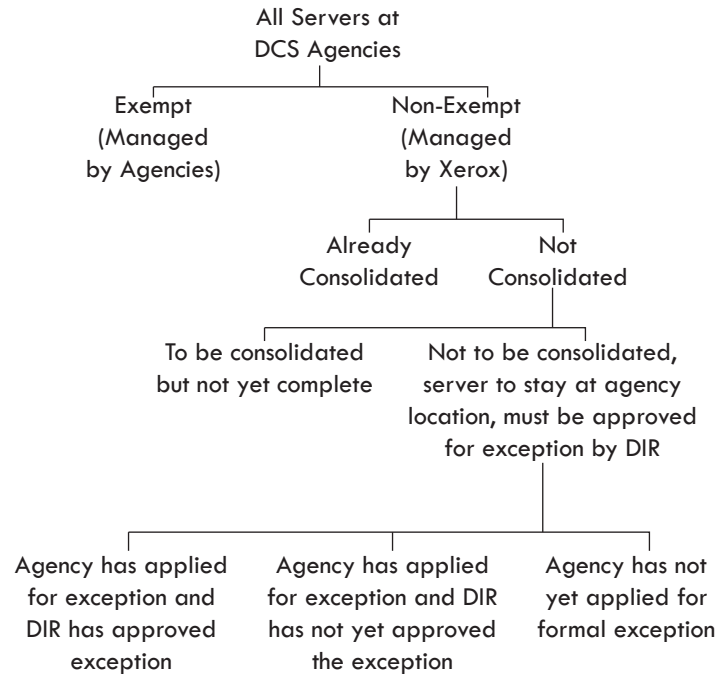 All Servers at
DCS Agencies
Exempt
(Managed
by Agencies)
Non-Exempt
(Managed
by Xerox)
Already
Consolidated
Not
Consolidated
To be consolidated
but not yet complete
Not to be consolidated,
server to stay at agency
location, must be approved
for exception by DIR
Agency has applied
for exception and
DIR has approved
exception
Agency has applied
for exception and DIR
has not yet approved
the exception
Agency has not
yet applied for
formal exception